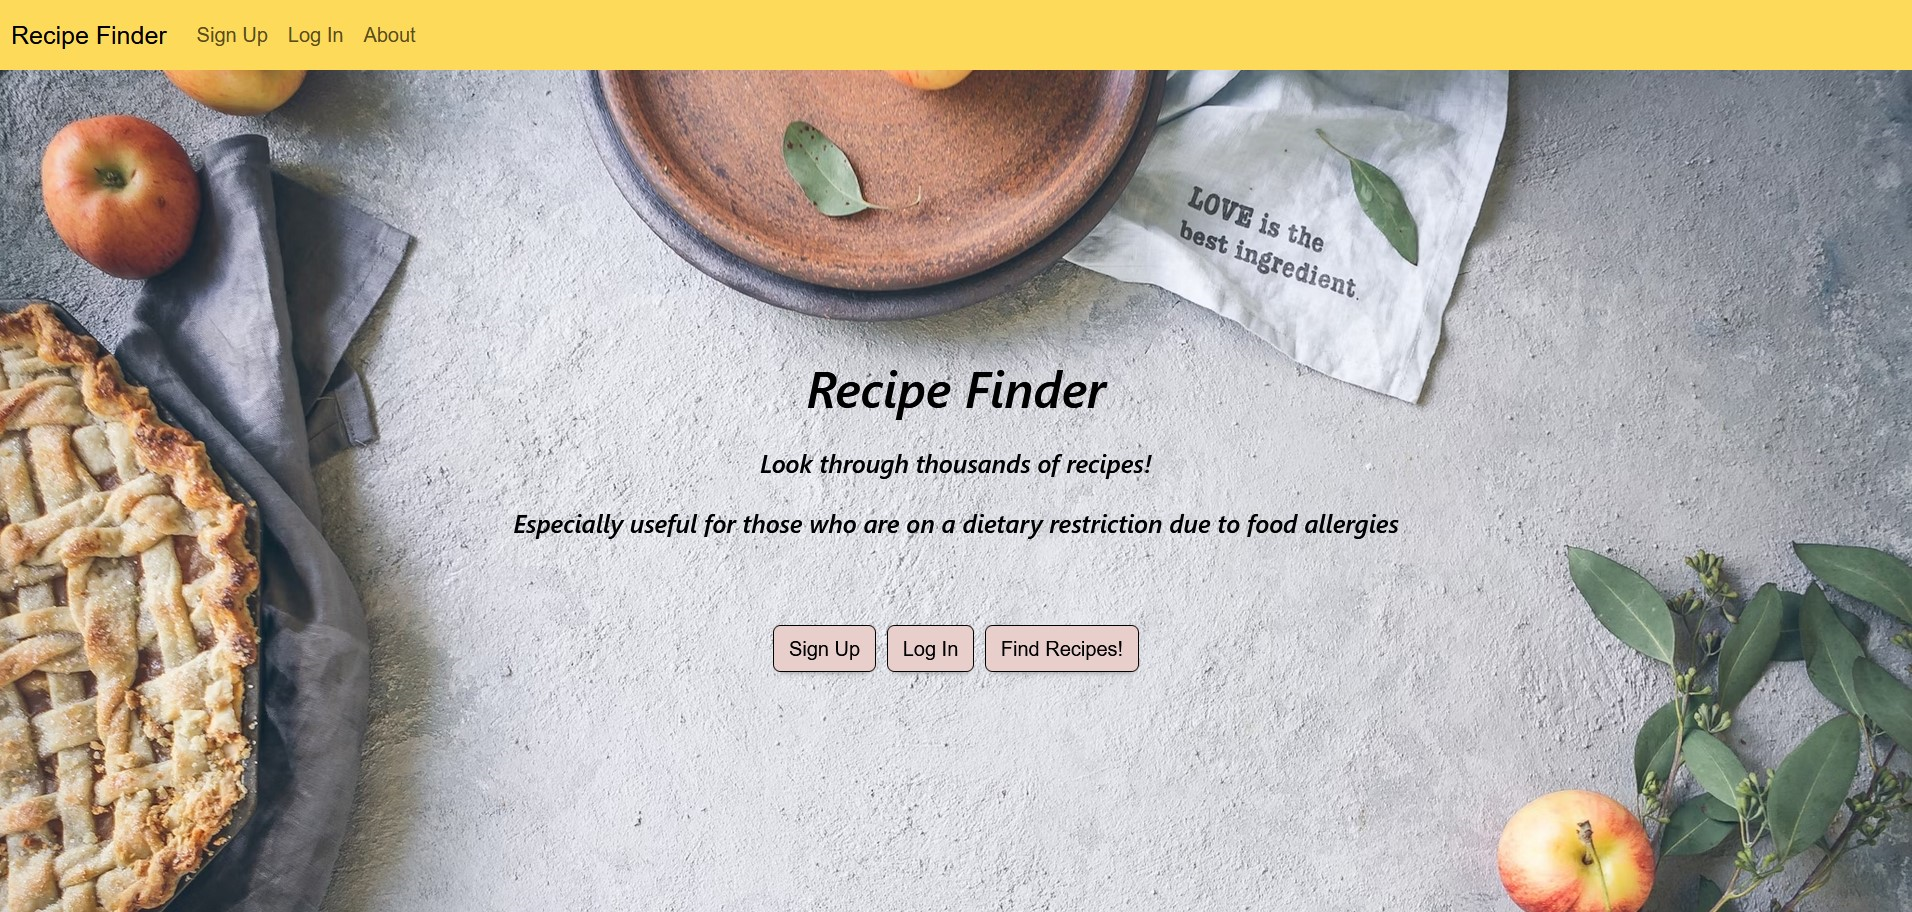 Recipe Finder Sign Up Log In About
LOVE is the
best ingredient.
Recipe Finder
Look through thousands of recipes!
Especially useful for those who are on a dietary restriction due to food allergies
Sign Up Log In Find Recipes!